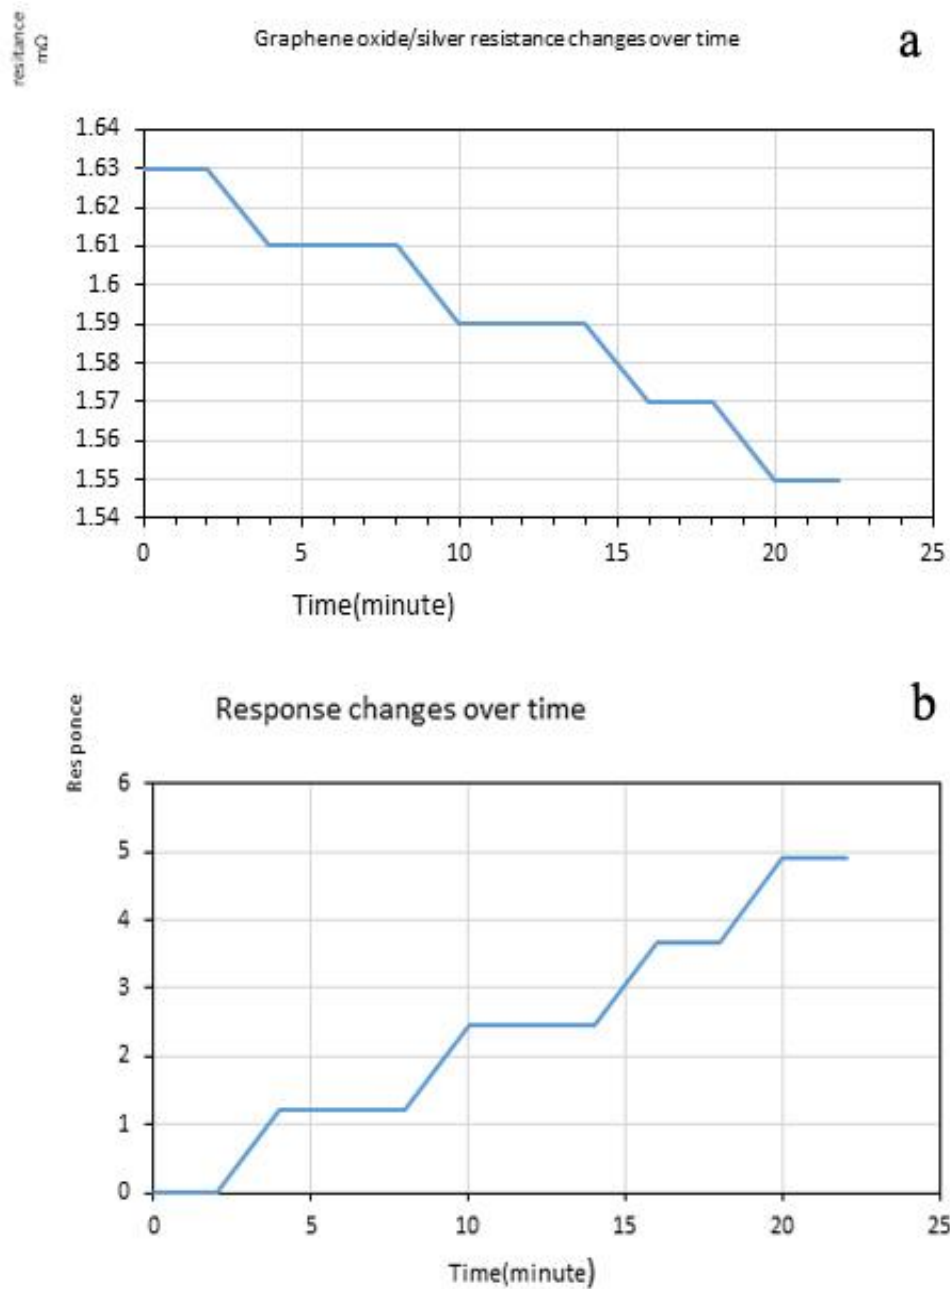 resitance
mΩ
Graphene oxide/silver resistance changes over time
a
1.64
1.63
1.62
1.61
1.6
1.59
1.58
1.57
1.56
1.55
1.54
0 5 10 15 20 25
Time(minute)
Responce
Response changes over time
b
6
5
4
3
2
1
0
0 5 10 15 20 25
Time(minute)